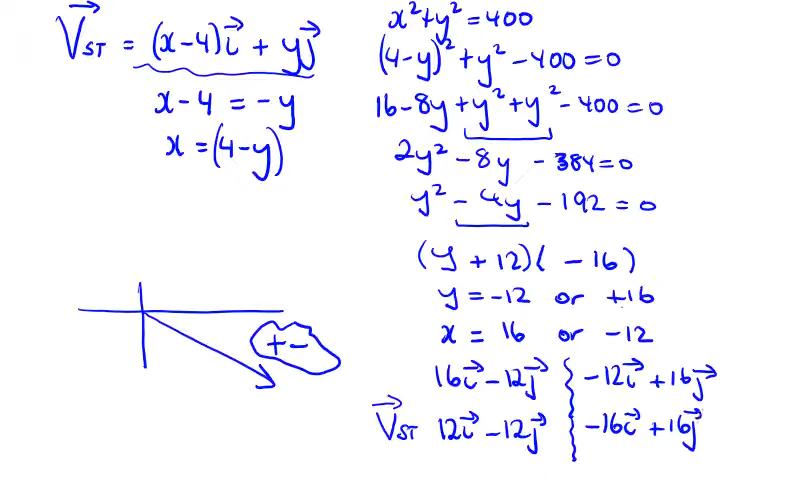 V⃗ST = (x-4)i⃗ + yj⃗
x-4 = -y
x = (4-y)
+-
x²+y²=400
(4-y)²+y²-400=0
16-8y+y²+y²-400=0
2y²-8y-384=0
y²-4y-192=0
(y+12)( -16)
y=-12 or +16
x=16 or -12
16i⃗-12j⃗ -12i⃗+16j⃗
V⃗ST 12i⃗-12j⃗ -16i⃗+16j⃗